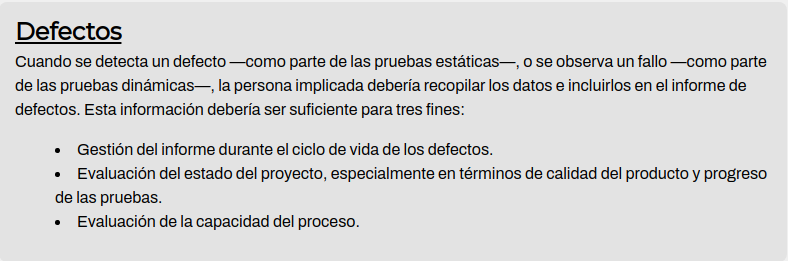 Defectos
Cuando se detecta un defecto —como parte de las pruebas estáticas—, o se observa un fallo —como parte
de las pruebas dinámicas—, la persona implicada debería recopilar los datos e incluirlos en el informe de
defectos. Esta información debería ser suficiente para tres fines:
• Gestión del informe durante el ciclo de vida de los defectos.
• Evaluación del estado del proyecto, especialmente en términos de calidad del producto y progreso
de las pruebas.
• Evaluación de la capacidad del proceso.